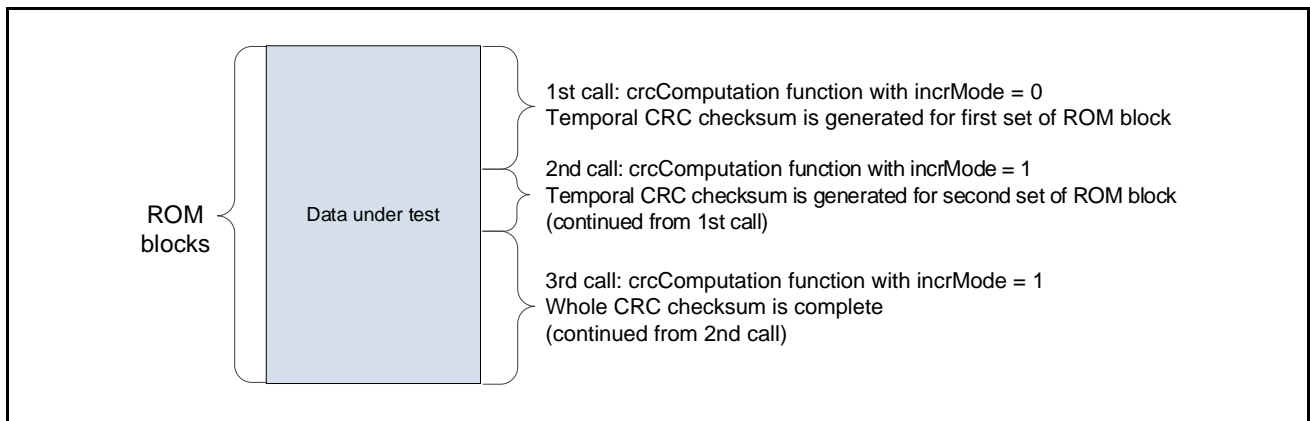 ROM
blocks
Data under test
1st call: crcComputation function with incrMode = 0
Temporal CRC checksum is generated for first set of ROM block
2nd call: crcComputation function with incrMode = 1
Temporal CRC checksum is generated for second set of ROM block
(continued from 1st call)
3rd call: crcComputation function with incrMode = 1
Whole CRC checksum is complete
(continued from 2nd call)